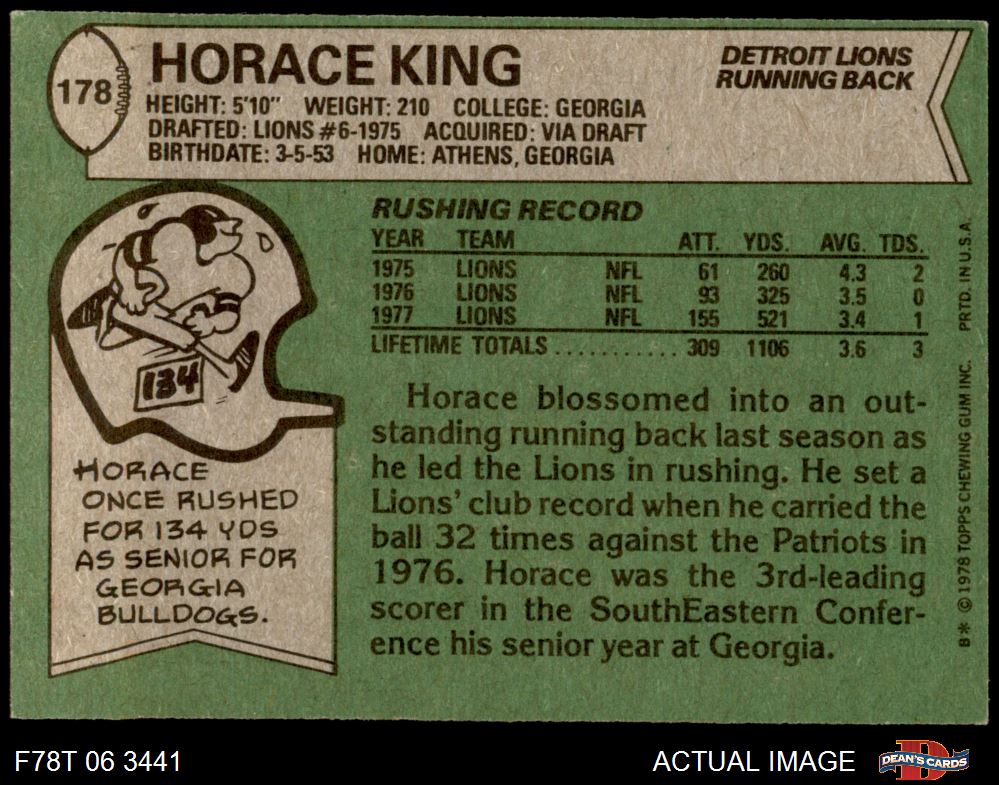 178
HORACE KING
DETROIT LIONS
RUNNING BACK
HEIGHT: 5'10" WEIGHT: 210 COLLEGE: GEORGIA
DRAFTED: LIONS #6-1975 ACQUIRED: VIA DRAFT
BIRTHDATE: 3-5-53 HOME: ATHENS, GEORGIA
134
HORACE
ONCE RUSHED
FOR 134 YDS
AS SENIOR FOR
GEORGIA
BULLDOGS.
RUSHING RECORD
YEAR TEAM ATT. YDS. AVG. TDS.
1975 LIONS NFL 61 260 4.3 2
1976 LIONS NFL 93 325 3.5 0
1977 LIONS NFL 155 521 3.4 1
LIFETIME TOTALS ........... 309 1106 3.6 3
Horace blossomed into an out-
standing running back last season as
he led the Lions in rushing. He set a
Lions' club record when he carried the
ball 32 times against the Patriots in
1976. Horace was the 3rd-leading
scorer in the SouthEastern Confer-
ence his senior year at Georgia.
B* © 1978 TOPPS CHEWING GUM INC. PRTD. IN U.S.A.
F78T 06 3441
ACTUAL IMAGE
D
DEAN'S CARDS